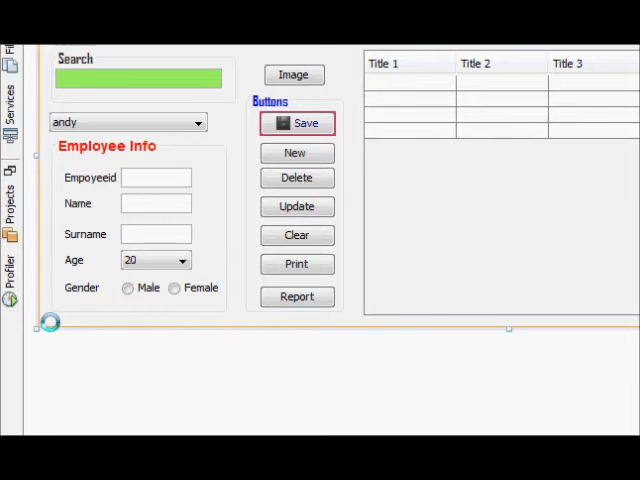 Search
Image
Title 1 Title 2 Title 3
Buttons
andy
Save
Employee Info
New
Empoyeeid
Delete
Name
Update
Surname
Clear
Age 20
Print
Gender Male Female
Report
Services
Projects
Profiler